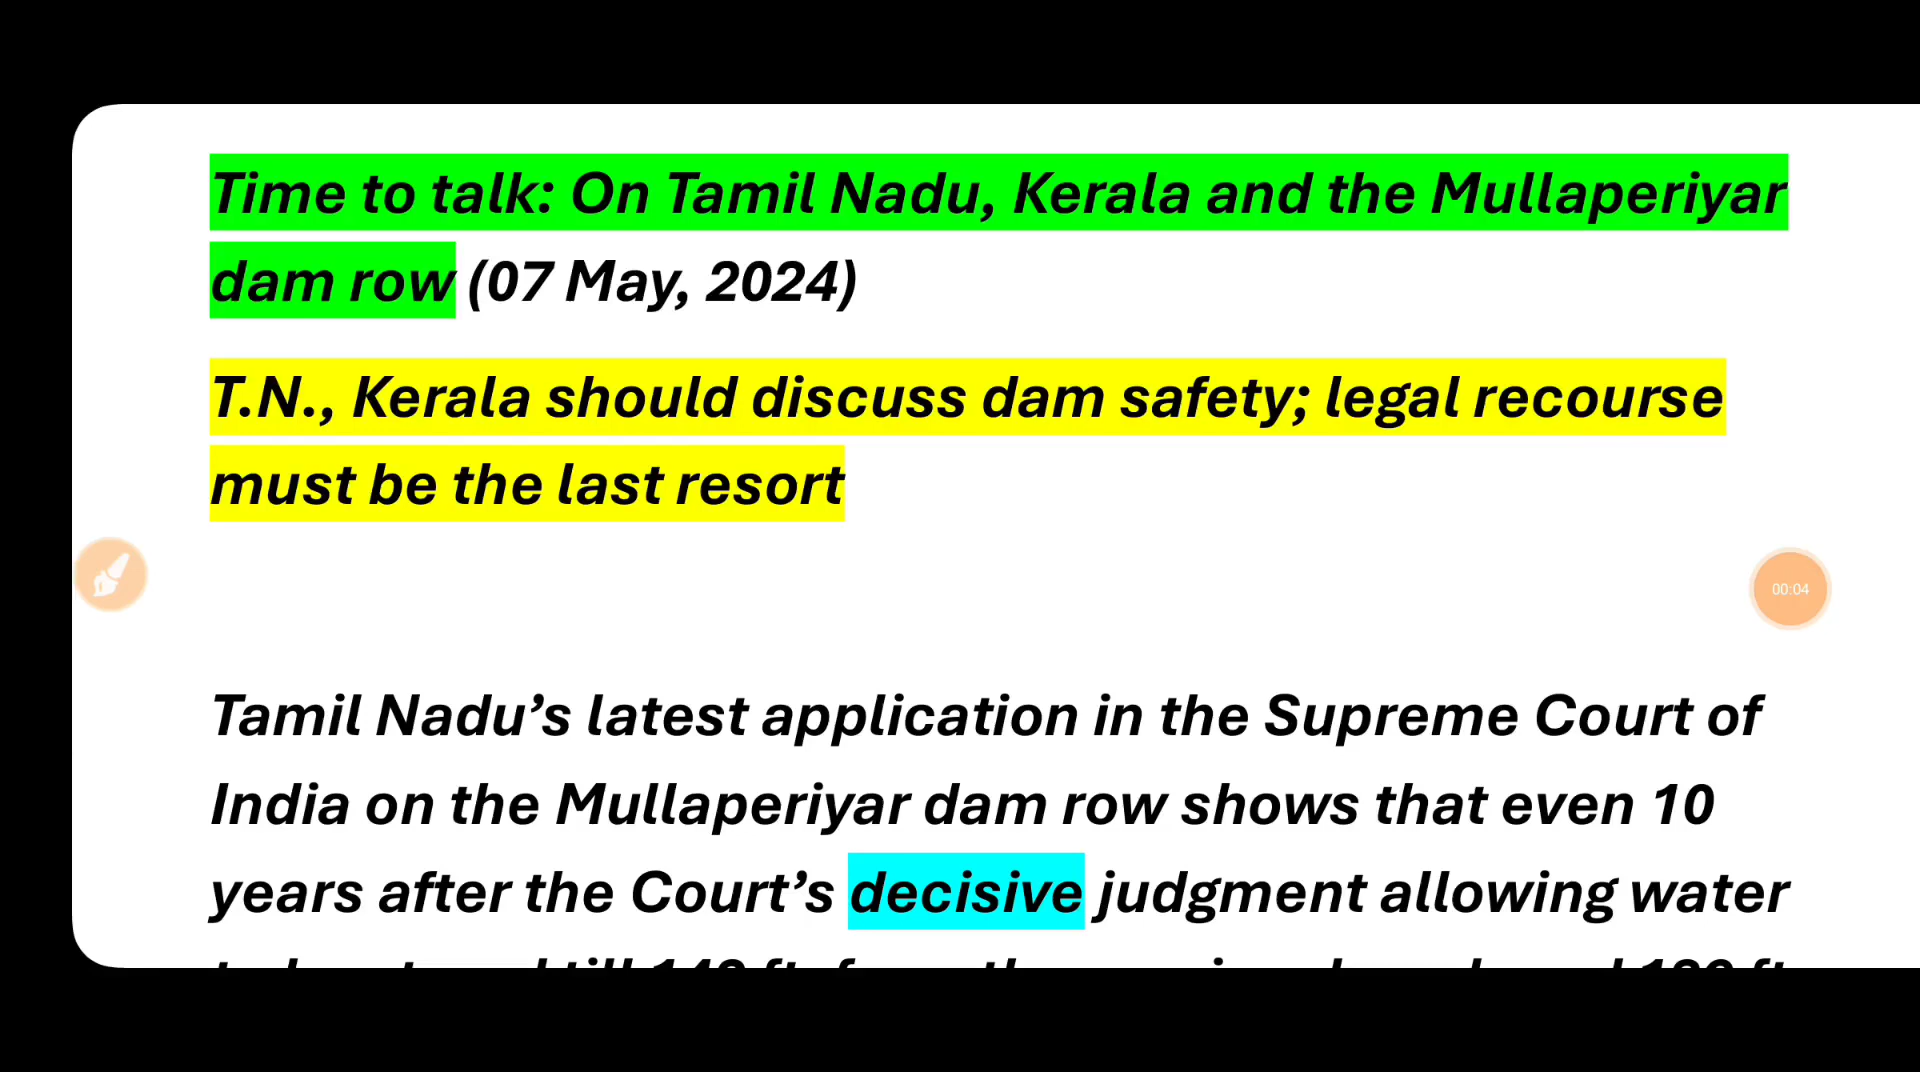 Time to talk: On Tamil Nadu, Kerala and the Mullaperiyar
dam row (07 May, 2024)
T.N., Kerala should discuss dam safety; legal recourse
must be the last resort
00:04
Tamil Nadu’s latest application in the Supreme Court of
India on the Mullaperiyar dam row shows that even 10
years after the Court’s decisive judgment allowing water